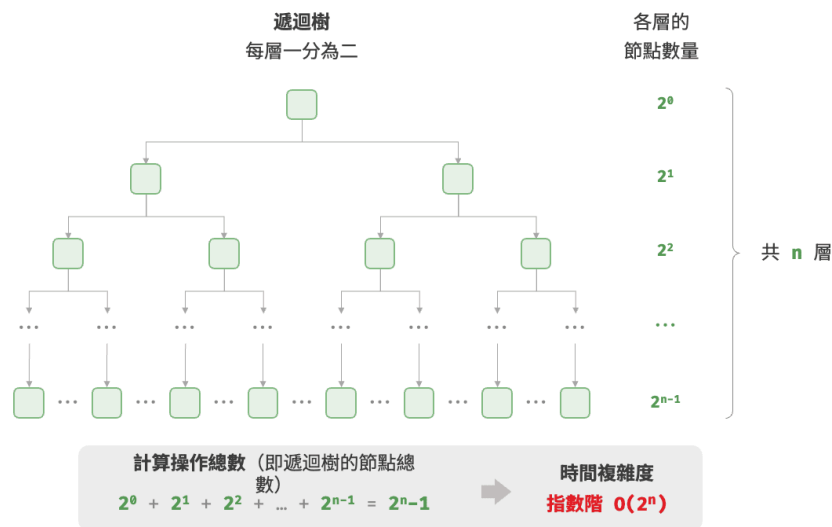 遞迴樹
每層一分為二
各層的
節點數量
2⁰
2¹
2²
...
2ⁿ⁻¹
共 n 層
... ... ... ... ... ... ... ...
... ... ... ... ... ... ...
計算操作總數（即遞迴樹的節點總
數）
2⁰ + 2¹ + 2² + … + 2ⁿ⁻¹ = 2ⁿ-1
時間複雜度
指數階 O(2ⁿ)